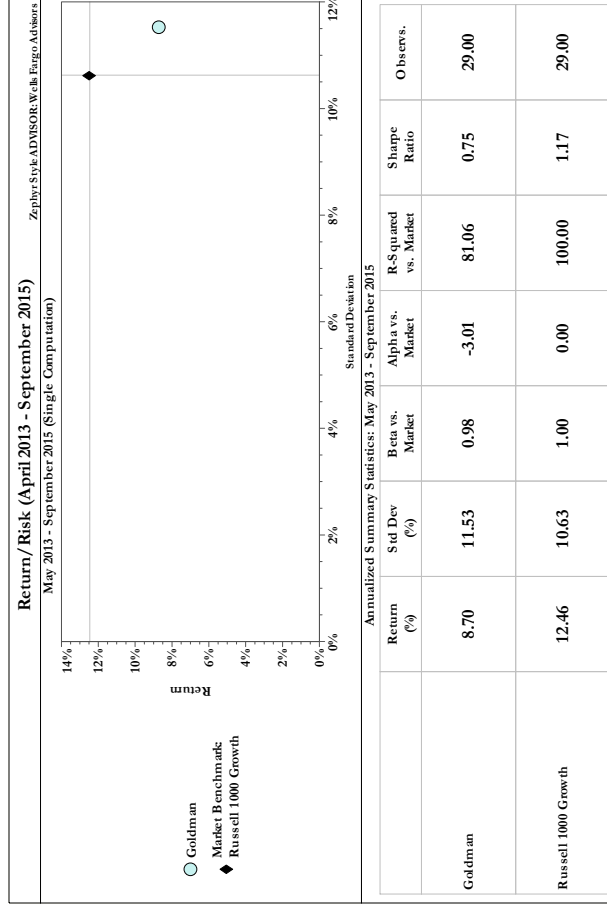 Return/Risk (April 2013 - September 2015)
Zephyr Style ADVISOR: Wells Fargo Advisors
May 2013 - September 2015 (Single Computation)
Goldman
Market Benchmark:
Russell 1000 Growth
Return
14%
12%
10%
8%
6%
4%
2%
0%
0% 2% 4% 6% 8% 10% 12%
Standard Deviation
Annualized Summary Statistics: May 2013 - September 2015
Return (%) Std Dev (%) Beta vs. Market Alpha vs. Market R-Squared vs. Market Sharpe Ratio Observs.
Goldman 8.70 11.53 0.98 -3.01 81.06 0.75 29.00
Russell 1000 Growth 12.46 10.63 1.00 0.00 100.00 1.17 29.00